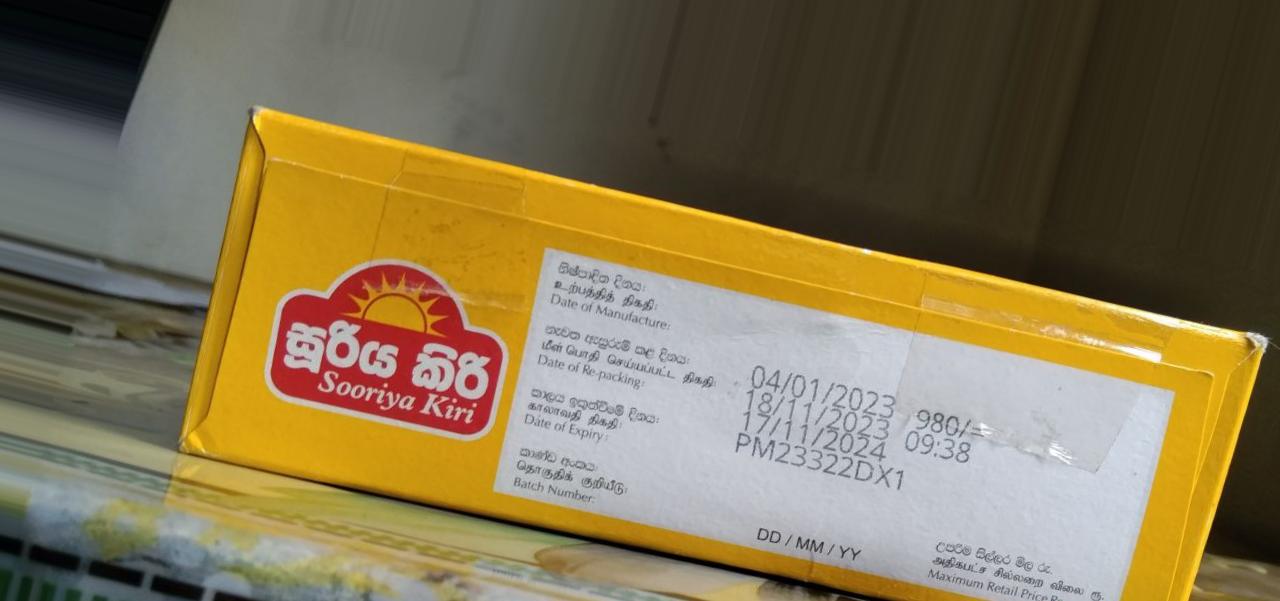 සූරිය කිරි
Sooriya Kiri
නිෂ්පාදිත දිනය:
உற்பத்தித் திகதி:
Date of Manufacture:
නැවත ඇසුරුම් කළ දිනය:
மீள் பொதி செய்யப்பட்ட திகதி:
Date of Re-packing:
කාලය ඉකුත්වීමේ දිනය:
காலாவதி திகதி:
Date of Expiry:
කාණ්ඩ අංකය:
தொகுதிக் குறியீடு:
Batch Number:
04/01/2023
18/11/2023 980/=
17/11/2024 09:38
PM23322DX1
DD / MM / YY
උපරිම සිල්ලර මිල රු.
அதிகபட்ச சில்லறை விலை ரூ.
Maximum Retail Price